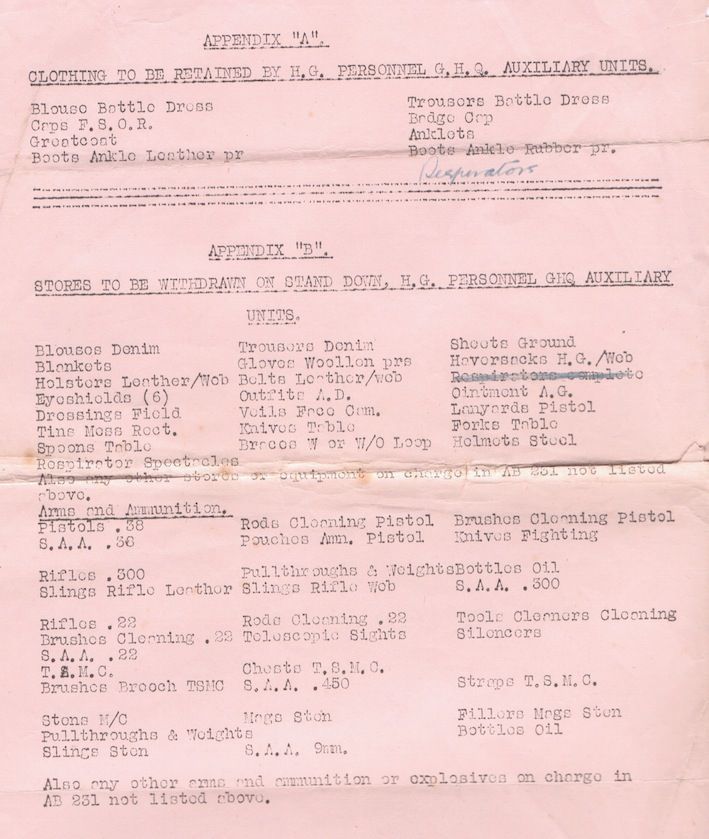 APPENDIX "A".
CLOTHING TO BE RETAINED BY H.G. PERSONNEL G.H.Q. AUXILIARY UNITS.
Blouse Battle Dress Trousers Battle Dress
Caps F.S.O.R. Badge Cap
Greatcoat Anklets
Boots Ankle Leather pr Boots Ankle Rubber pr.
Respirators
APPENDIX "B".
STORES TO BE WITHDRAWN ON STAND DOWN, H.G. PERSONNEL GHQ AUXILIARY
UNITS.
Blouses Denim Trousers Denim Sheets Ground
Blankets Gloves Woollen prs Haversacks H.G./Web
Holsters Leather/Web Belts Leather/web Respirators complete
Eyeshields (6) Outfits A.D. Ointment A.G.
Dressings Field Veils Face Cam. Lanyards Pistol
Tins Mess Rect. Knives Table Forks Table
Spoons Table Braces W or W/O Loop Helmets Steel
Respirator Spectacles
Also any other stores or equipment on charge in AB 231 not listed
above.
Arms and Ammunition.
Pistols .38 Rods Cleaning Pistol Brushes Cleaning Pistol
S.A.A. .38 Pouches Amn. Pistol Knives Fighting
Rifles .300 Pullthroughs & Weights Bottles Oil
Slings Rifle Leather Slings Rifle Web S.A.A. .300
Rifles .22 Rods Cleaning .22 Tools Cleaners Cleaning
Brushes Cleaning .22 Telescopic Sights Silencers
S.A.A. .22
T.S.M.C. Chests T.S.M.C.
Brushes Breech TSMC S.A.A. .450 Straps T.S.M.C.
Stens M/C Mags Sten Fillers Mags Sten
Pullthroughs & Weights Bottles Oil
Slings Sten S.A.A. 9mm.
Also any other arms and ammunition or explosives on charge in
AB 231 not listed above.